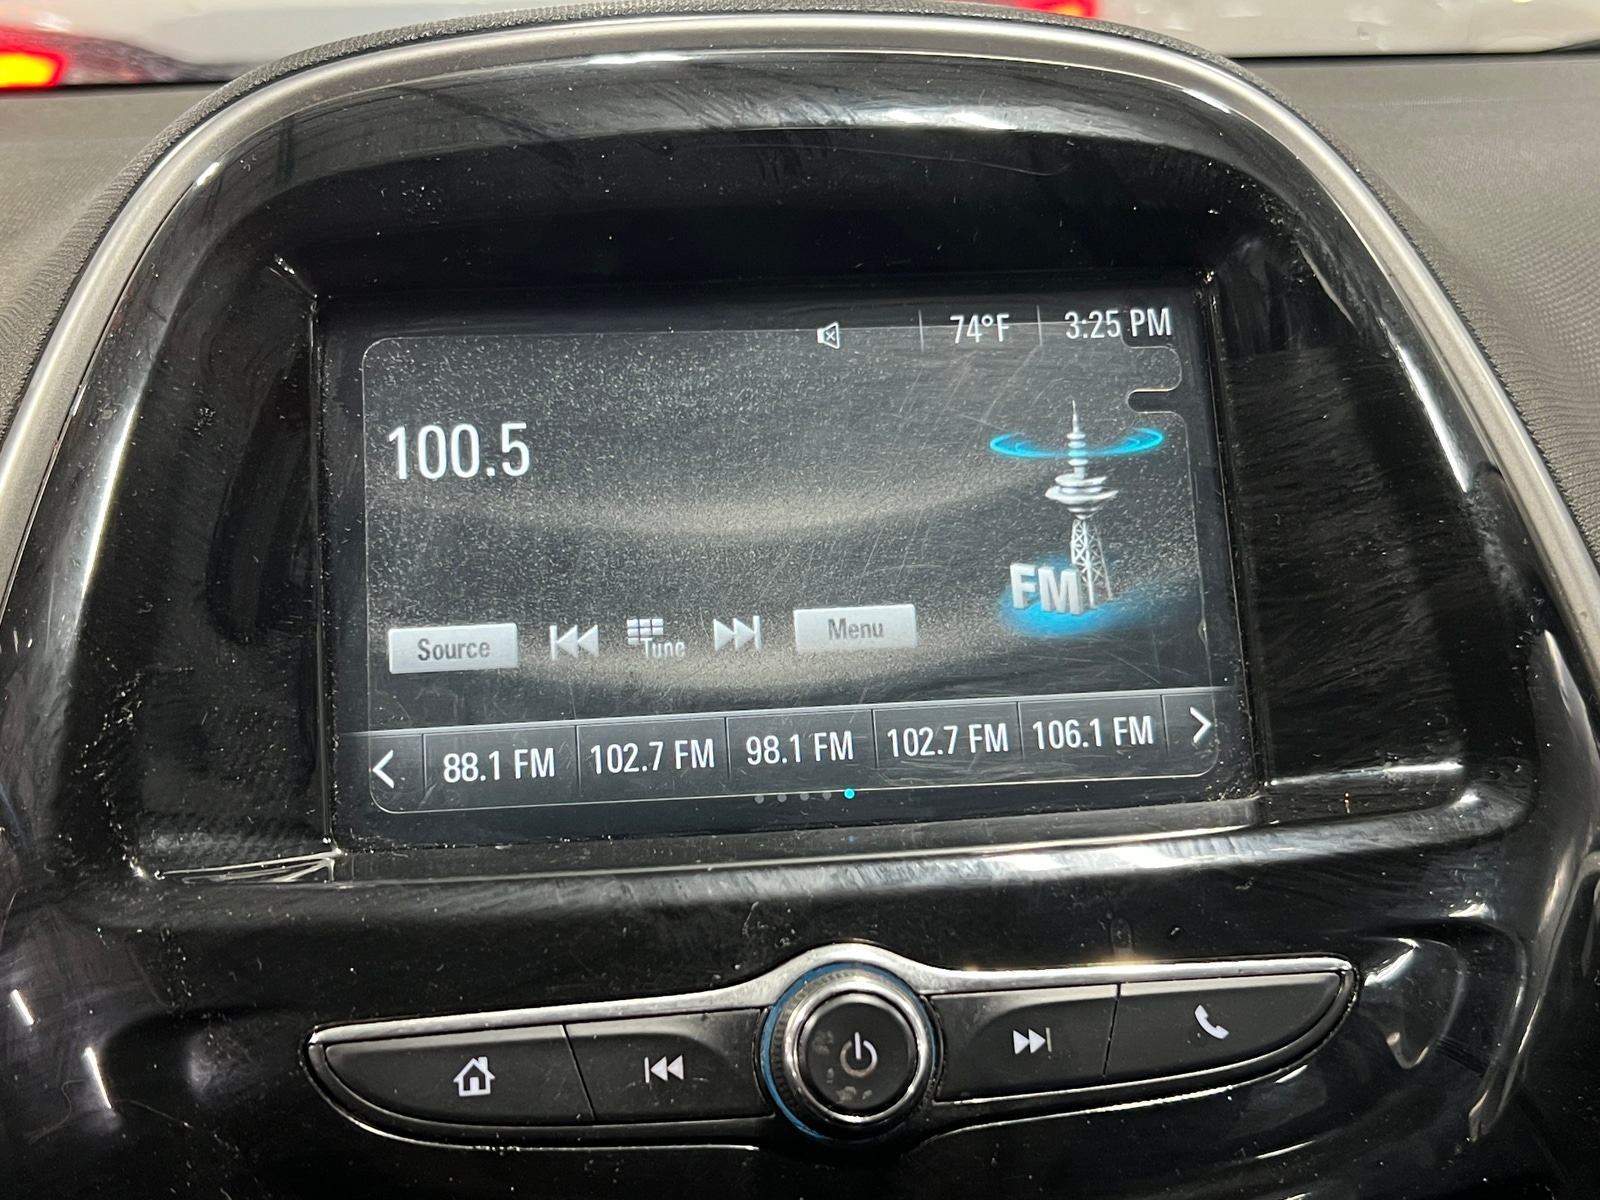 74°F 3:25 PM
100.5
FM
Source Tune Menu
88.1 FM 102.7 FM 98.1 FM 102.7 FM 106.1 FM